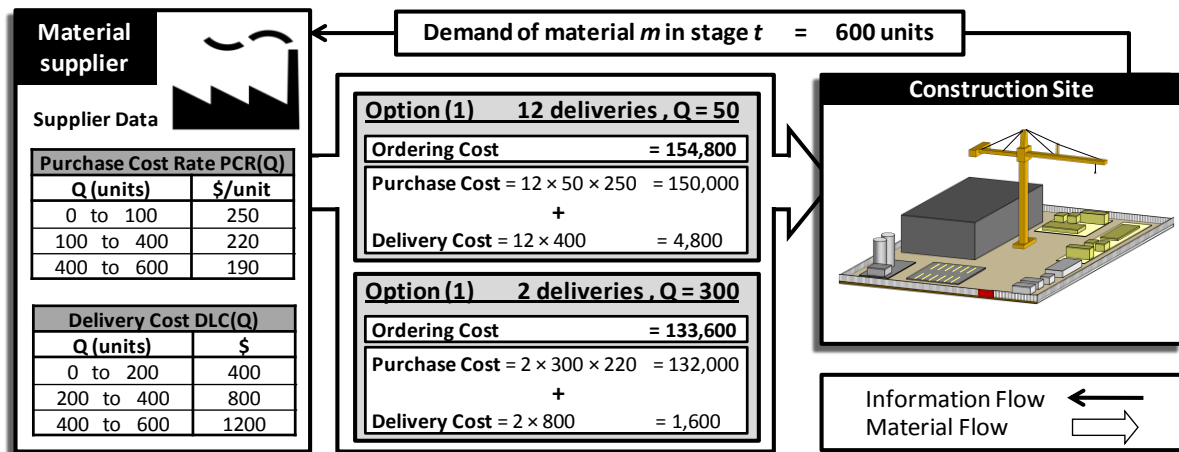 Material
supplier
Supplier Data
Purchase Cost Rate PCR(Q)
Q (units) $/unit
0 to 100 250
100 to 400 220
400 to 600 190
Delivery Cost DLC(Q)
Q (units) $
0 to 200 400
200 to 400 800
400 to 600 1200
Demand of material m in stage t = 600 units
Option (1) 12 deliveries , Q = 50
Ordering Cost = 154,800
Purchase Cost = 12 × 50 × 250 = 150,000
+
Delivery Cost = 12 × 400 = 4,800
Option (1) 2 deliveries , Q = 300
Ordering Cost = 133,600
Purchase Cost = 2 × 300 × 220 = 132,000
+
Delivery Cost = 2 × 800 = 1,600
Construction Site
Information Flow
Material Flow